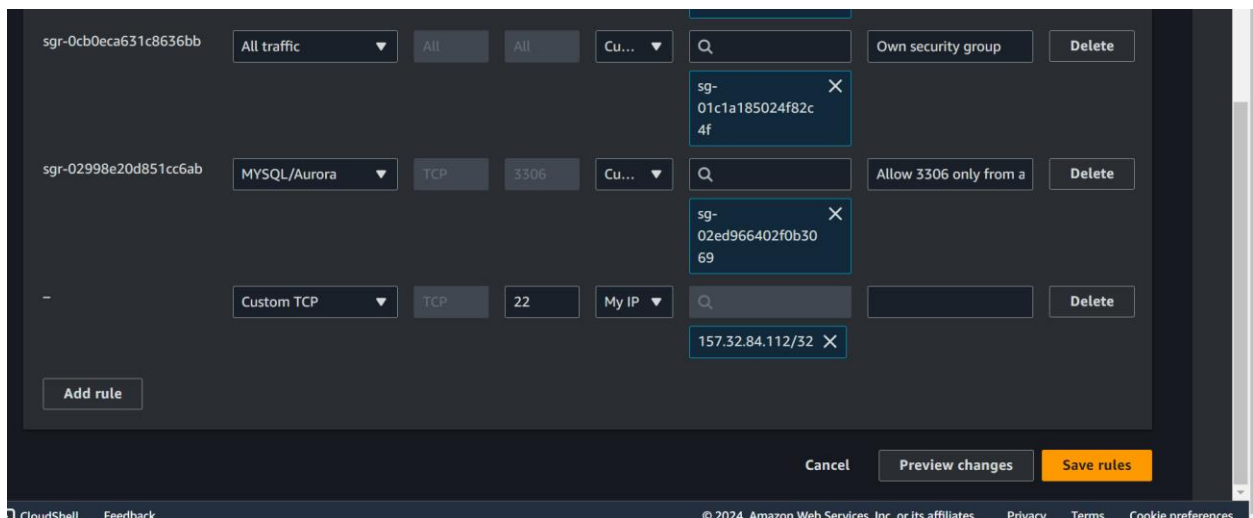 sgr-0cb0eca631c8636bb All traffic All All Cu... Own security group Delete
sg-
01c1a185024f82c
4f
sgr-02998e20d851cc6ab MYSQL/Aurora TCP 3306 Cu... Allow 3306 only from a Delete
sg-
02ed966402f0b30
69
– Custom TCP TCP 22 My IP Delete
157.32.84.112/32
Add rule
Cancel Preview changes Save rules
CloudShell Feedback © 2024, Amazon Web Services, Inc. or its affiliates. Privacy Terms Cookie preferences